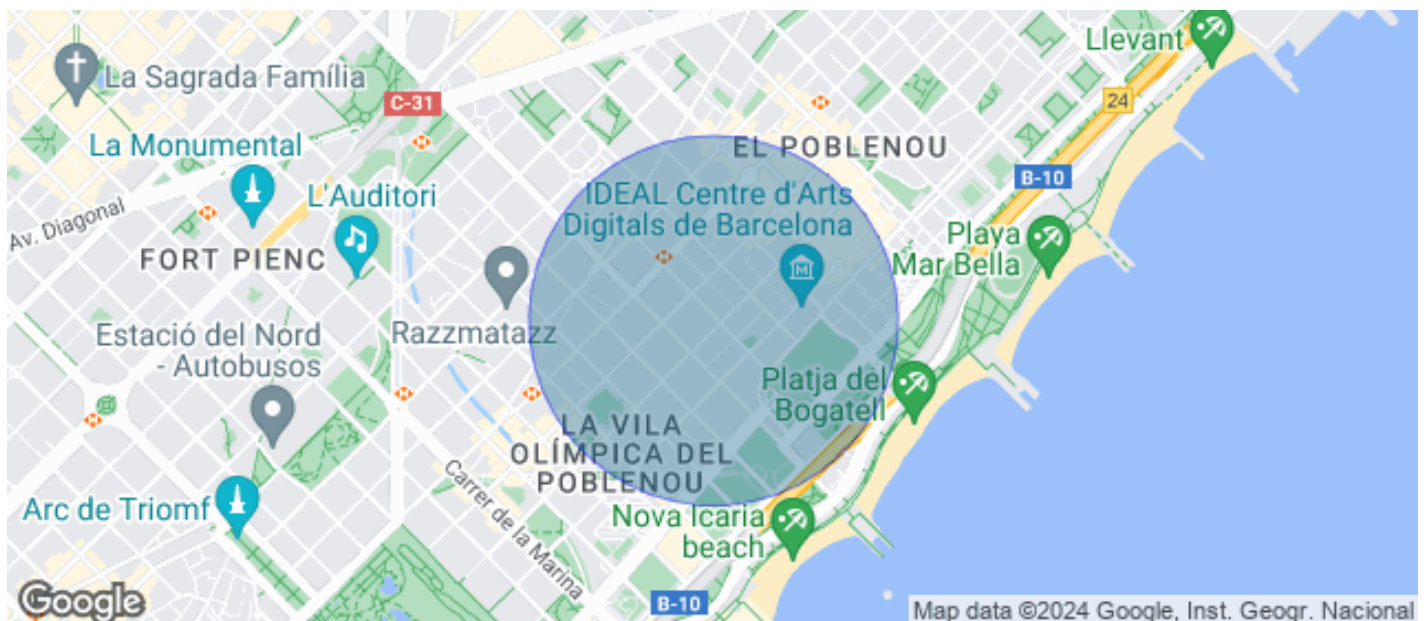 Llevant
La Sagrada Família
24
C-31
La Monumental
EL POBLENOU
B-10
IDEAL Centre d'Arts
Digitals de Barcelona
L'Auditori
Av. Diagonal
Playa
Mar Bella
FORT PIENC
Razzmatazz
Estació del Nord
- Autobusos
Platja del
Bogatell
LA VILA
OLÍMPICA DEL
POBLENOU
Carrer de la Marina
Arc de Triomf
Nova Icaria
beach
B-10
Google
Map data ©2024 Google, Inst. Geogr. Nacional